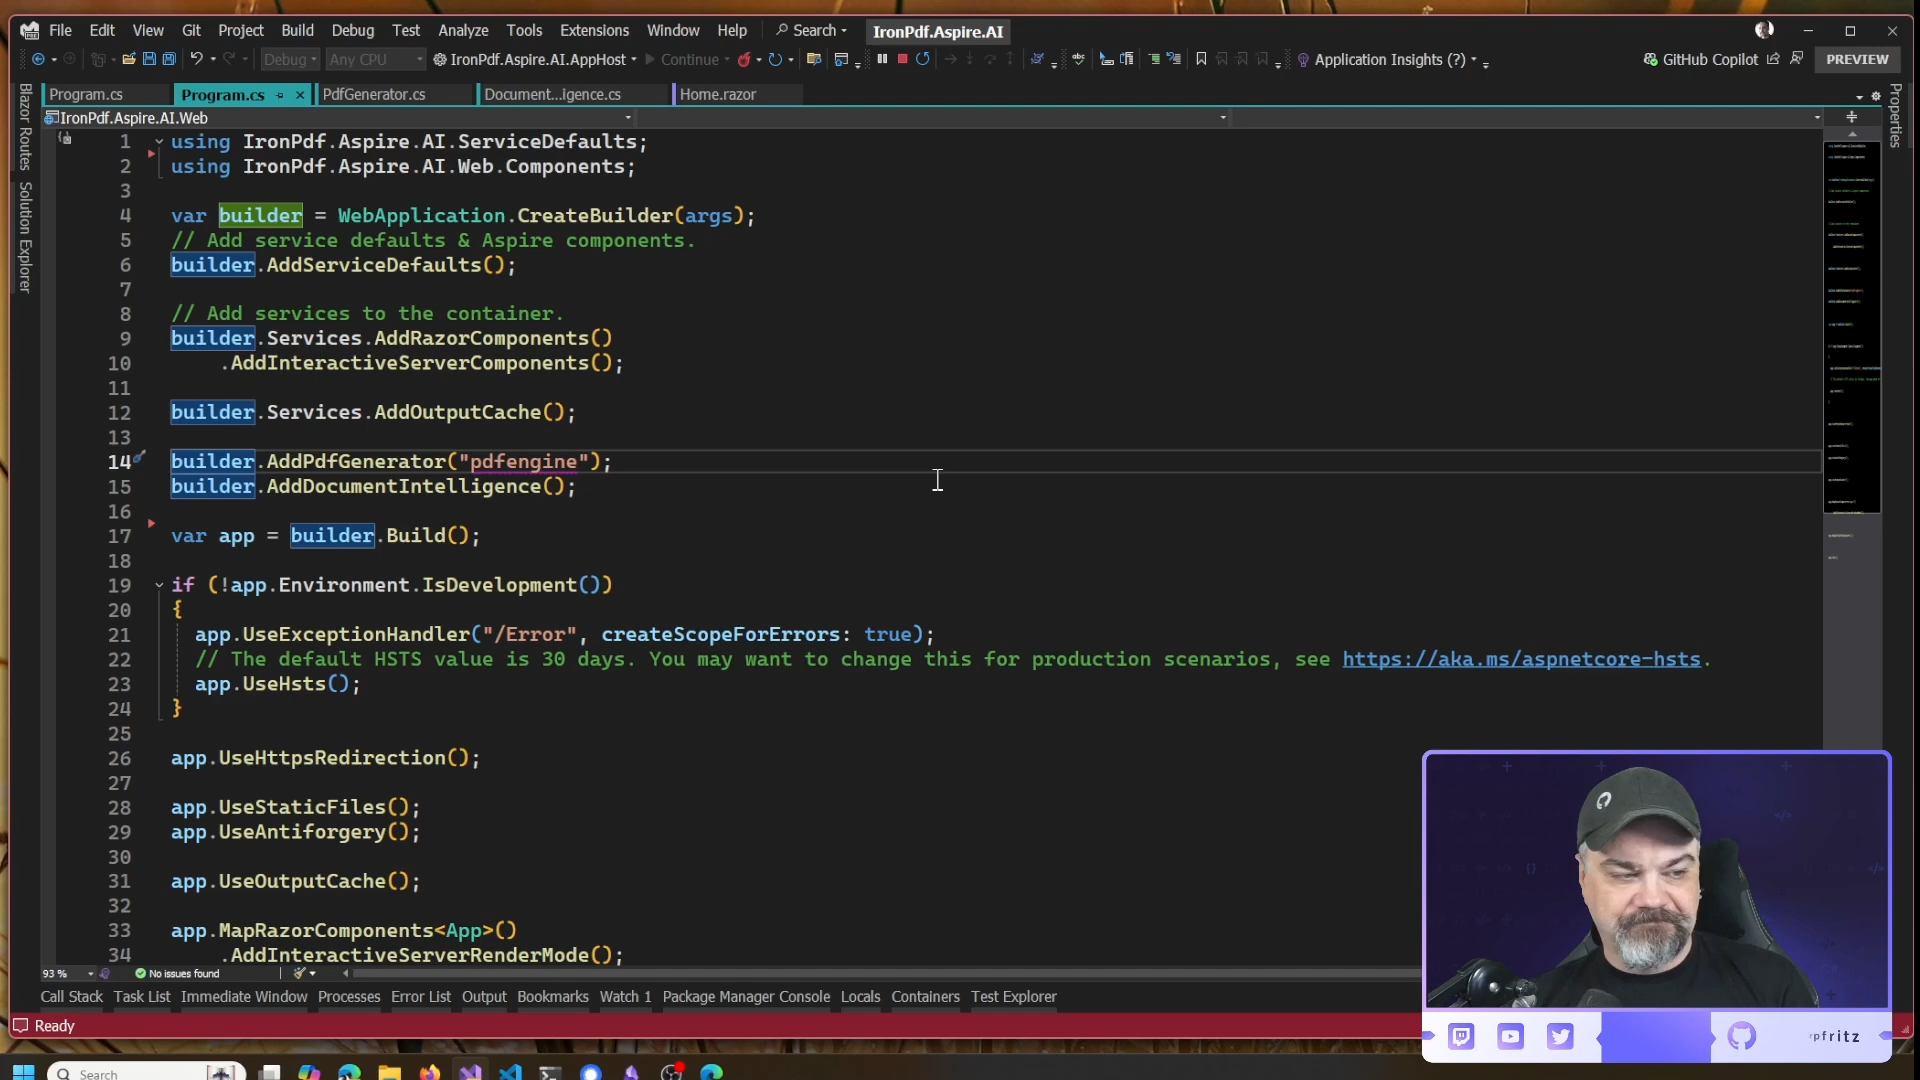 File Edit View Git Project Build Debug Test Analyze Tools Extensions Window Help Search IronPdf.Aspire.AI
Debug Any CPU IronPdf.Aspire.AI.AppHost Continue Application Insights (?) GitHub Copilot PREVIEW
Program.cs Program.cs PdfGenerator.cs Document...igence.cs Home.razor
IronPdf.Aspire.AI.Web
Blazor Routes
Solution Explorer
Properties
1 using IronPdf.Aspire.AI.ServiceDefaults;
2 using IronPdf.Aspire.AI.Web.Components;
3
4 var builder = WebApplication.CreateBuilder(args);
5 // Add service defaults & Aspire components.
6 builder.AddServiceDefaults();
7
8 // Add services to the container.
9 builder.Services.AddRazorComponents()
10 .AddInteractiveServerComponents();
11
12 builder.Services.AddOutputCache();
13
14 builder.AddPdfGenerator("pdfengine");
15 builder.AddDocumentIntelligence();
16
17 var app = builder.Build();
18
19 if (!app.Environment.IsDevelopment())
20 {
21 app.UseExceptionHandler("/Error", createScopeForErrors: true);
22 // The default HSTS value is 30 days. You may want to change this for production scenarios, see https://aka.ms/aspnetcore-hsts.
23 app.UseHsts();
24 }
25
26 app.UseHttpsRedirection();
27
28 app.UseStaticFiles();
29 app.UseAntiforgery();
30
31 app.UseOutputCache();
32
33 app.MapRazorComponents<App>()
34 .AddInteractiveServerRenderMode();
93 % No issues found
Call Stack Task List Immediate Window Processes Error List Output Bookmarks Watch 1 Package Manager Console Locals Containers Test Explorer
Ready
pfritz
Search